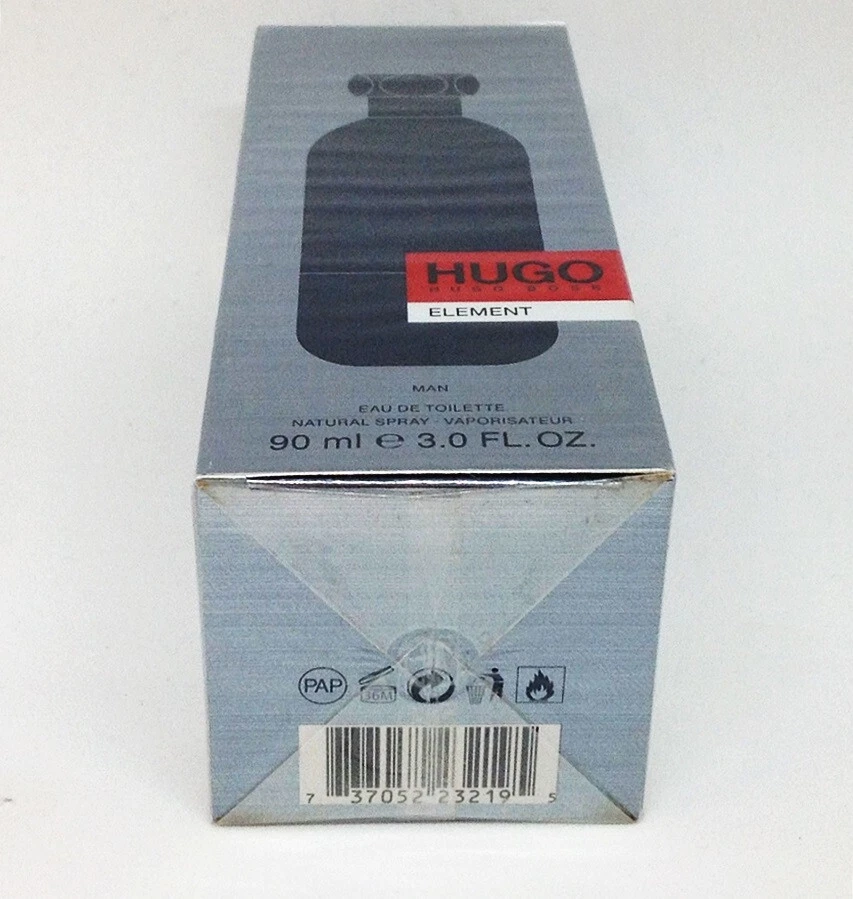 HUGO
HUGO BOSS
ELEMENT
MAN
EAU DE TOILETTE
NATURAL SPRAY · VAPORISATEUR
90 ml ℮ 3.0 FL. OZ.
PAP
36M
7 37052 23219 5